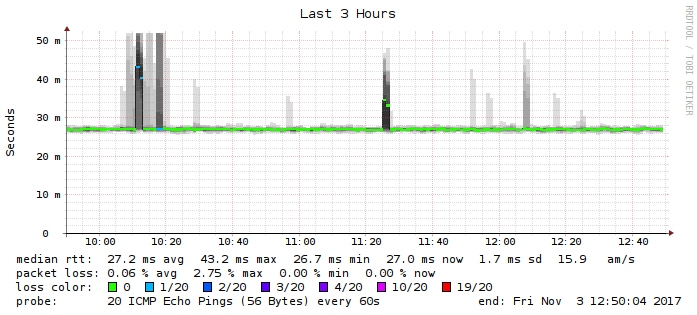 Last 3 Hours
RRDTOOL / TOBI OETIKER
Seconds
50 m
40 m
30 m
20 m
10 m
0
10:00 10:20 10:40 11:00 11:20 11:40 12:00 12:20 12:40
median rtt: 27.2 ms avg 43.2 ms max 26.7 ms min 27.0 ms now 1.7 ms sd 15.9 am/s
packet loss: 0.06 % avg 2.75 % max 0.00 % min 0.00 % now
loss color: 0 1/20 2/20 3/20 4/20 10/20 19/20
probe: 20 ICMP Echo Pings (56 Bytes) every 60s end: Fri Nov 3 12:50:04 2017